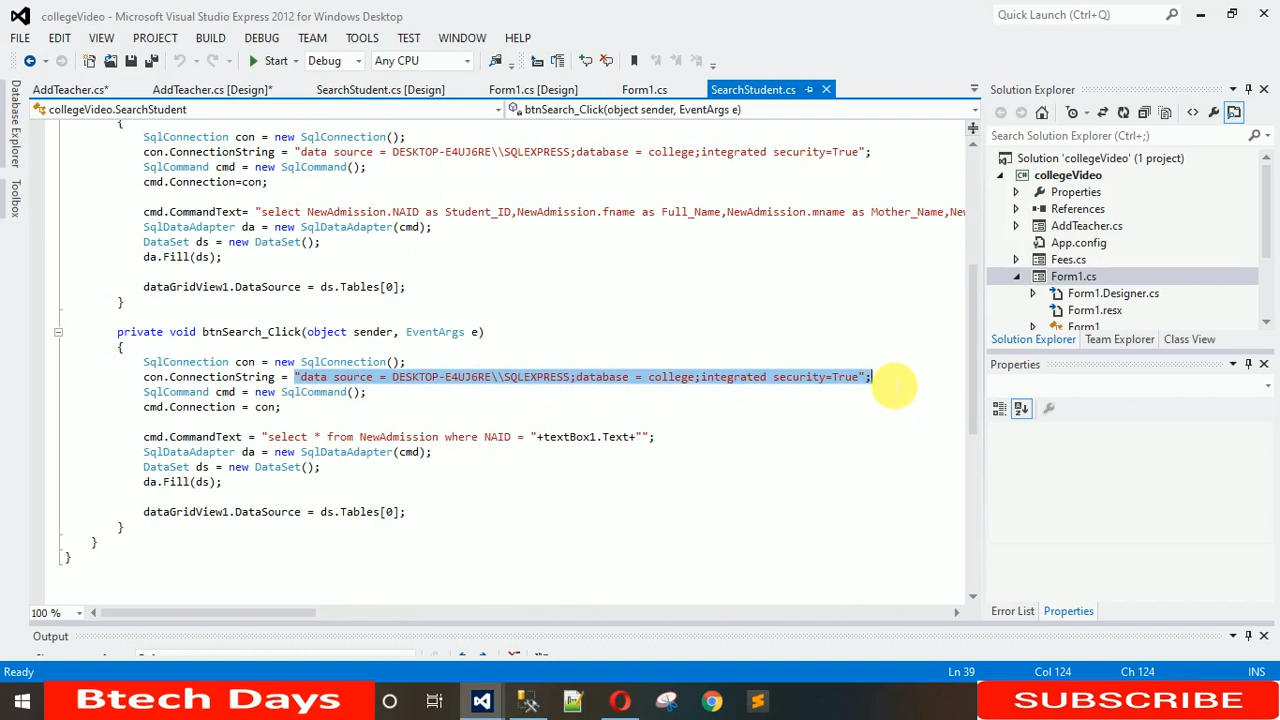 collegeVideo - Microsoft Visual Studio Express 2012 for Windows Desktop
Quick Launch (Ctrl+Q)
FILE EDIT VIEW PROJECT BUILD DEBUG TEAM TOOLS TEST WINDOW HELP
Start Debug Any CPU
AddTeacher.cs* AddTeacher.cs [Design]* SearchStudent.cs [Design] Form1.cs [Design] Form1.cs SearchStudent.cs
collegeVideo.SearchStudent btnSearch_Click(object sender, EventArgs e)
Database Explorer
Toolbox
{
SqlConnection con = new SqlConnection();
con.ConnectionString = "data source = DESKTOP-E4UJ6RE\\SQLEXPRESS;database = college;integrated security=True";
SqlCommand cmd = new SqlCommand();
cmd.Connection=con;
cmd.CommandText= "select NewAdmission.NAID as Student_ID,NewAdmission.fname as Full_Name,NewAdmission.mname as Mother_Name,Ne
SqlDataAdapter da = new SqlDataAdapter(cmd);
DataSet ds = new DataSet();
da.Fill(ds);
dataGridView1.DataSource = ds.Tables[0];
}
private void btnSearch_Click(object sender, EventArgs e)
{
SqlConnection con = new SqlConnection();
con.ConnectionString = "data source = DESKTOP-E4UJ6RE\\SQLEXPRESS;database = college;integrated security=True";
SqlCommand cmd = new SqlCommand();
cmd.Connection = con;
cmd.CommandText = "select * from NewAdmission where NAID = "+textBox1.Text+"";
SqlDataAdapter da = new SqlDataAdapter(cmd);
DataSet ds = new DataSet();
da.Fill(ds);
dataGridView1.DataSource = ds.Tables[0];
}
}
}
100 %
Output
Solution Explorer
Search Solution Explorer (Ctrl+;)
Solution 'collegeVideo' (1 project)
collegeVideo
Properties
References
AddTeacher.cs
App.config
Fees.cs
Form1.cs
Form1.Designer.cs
Form1.resx
Form1
Solution Explorer Team Explorer Class View
Properties
Error List Properties
Ready Ln 39 Col 124 Ch 124 INS
Btech Days
SUBSCRIBE